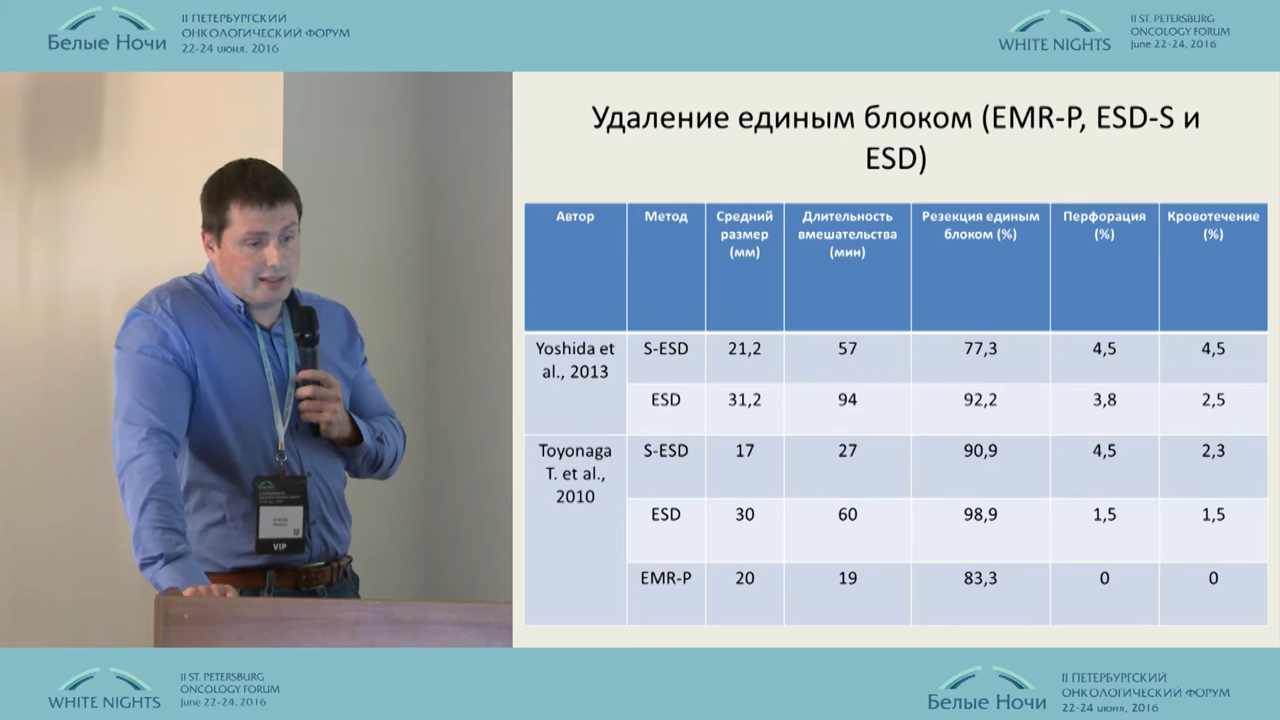 Белые Ночи
II ПЕТЕРБУРГСКИЙ
ОНКОЛОГИЧЕСКИЙ ФОРУМ
22-24 июня, 2016
WHITE NIGHTS
II ST. PETERSBURG
ONCOLOGY FORUM
June 22-24, 2016
Удаление единым блоком (EMR-P, ESD-S и
ESD)
Автор
Метод
Средний
размер
(мм)
Длительность
вмешательства
(мин)
Резекция единым
блоком (%)
Перфорация
(%)
Кровотечение
(%)
Yoshida et
al., 2013
S-ESD
21,2
57
77,3
4,5
4,5
ESD
31,2
94
92,2
3,8
2,5
Toyonaga
T. et al.,
2010
S-ESD
17
27
90,9
4,5
2,3
ESD
30
60
98,9
1,5
1,5
EMR-P
20
19
83,3
0
0
VIP
WHITE NIGHTS
II ST. PETERSBURG
ONCOLOGY FORUM
June 22-24, 2016
Белые Ночи
II ПЕТЕРБУРГСКИЙ
ОНКОЛОГИЧЕСКИЙ ФОРУМ
22-24 июня, 2016